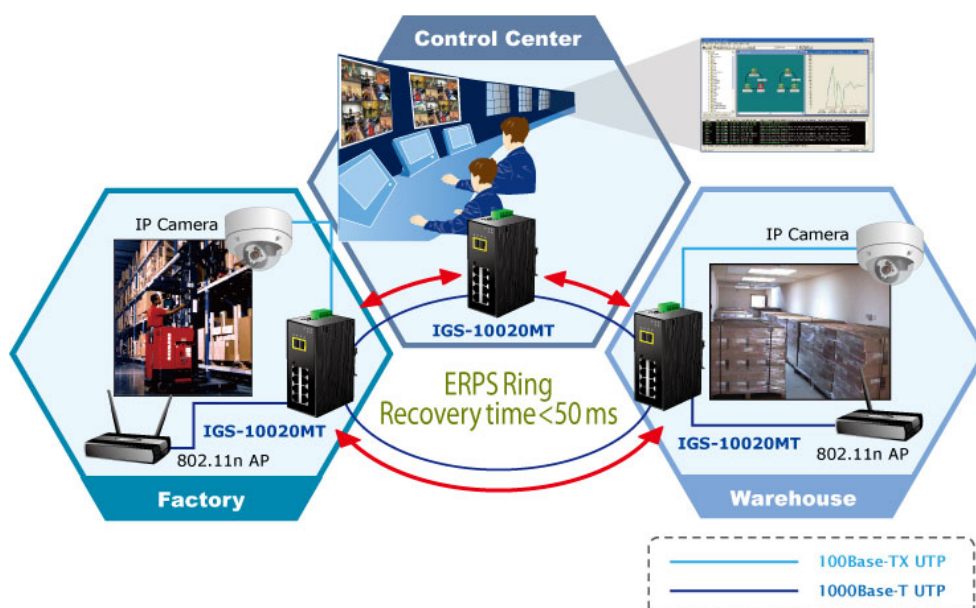 Control Center
IP Camera
IP Camera
IGS-10020MT
ERPS Ring
Recovery time<50 ms
IGS-10020MT
802.11n AP
IGS-10020MT
802.11n AP
Factory
Warehouse
100Base-TX UTP
1000Base-T UTP